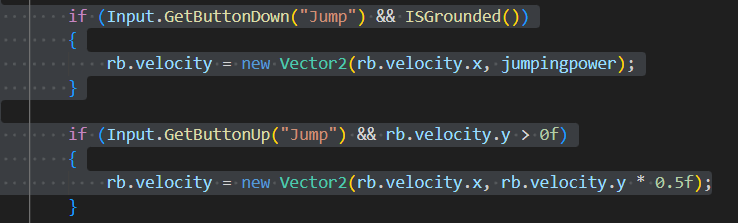 if (Input.GetButtonDown("Jump") && ISGrounded())
{
rb.velocity = new Vector2(rb.velocity.x, jumpingpower);
}
if (Input.GetButtonUp("Jump") && rb.velocity.y > 0f)
{
rb.velocity = new Vector2(rb.velocity.x, rb.velocity.y * 0.5f);
}